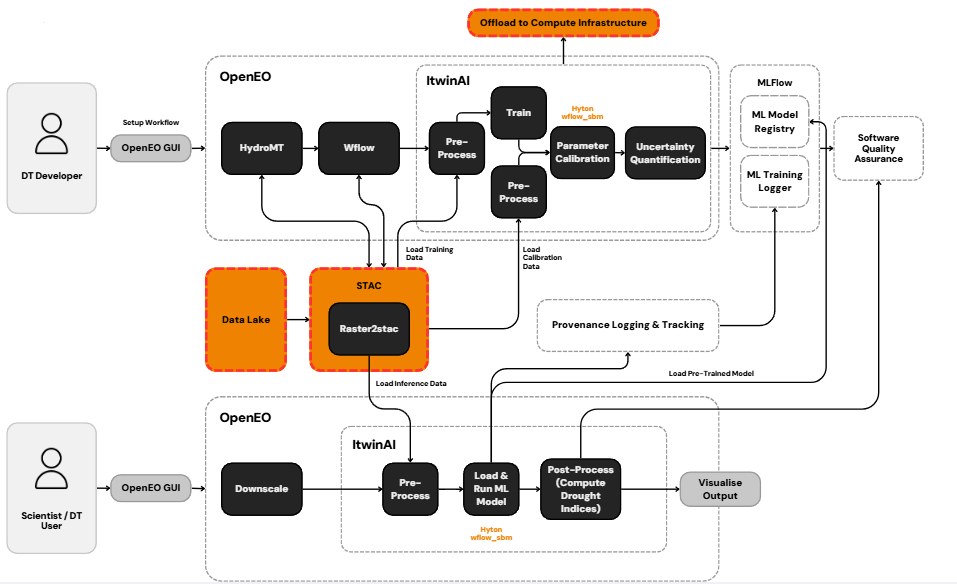 Offload to Compute Infrastructure
OpenEO
ItwinAI
MLFlow
Setup Workflow
OpenEO GUI
DT Developer
HydroMT
Wflow
Pre-
Process
Train
Pre-
Process
Hyton
wflow_sbm
Parameter
Calibration
Uncertainty
Quantification
ML Model
Registry
ML Training
Logger
Software
Quality
Assurance
Load Training
Data
Load
Calibration
Data
Data Lake
STAC
Raster2stac
Provenance Logging & Tracking
Load Inference Data
Load Pre-Trained Model
OpenEO
ItwinAI
Scientist / DT
User
OpenEO GUI
Downscale
Pre-
Process
Load &
Run ML
Model
Hyton
wflow_sbm
Post-Process
(Compute
Drought
Indices)
Visualise
Output